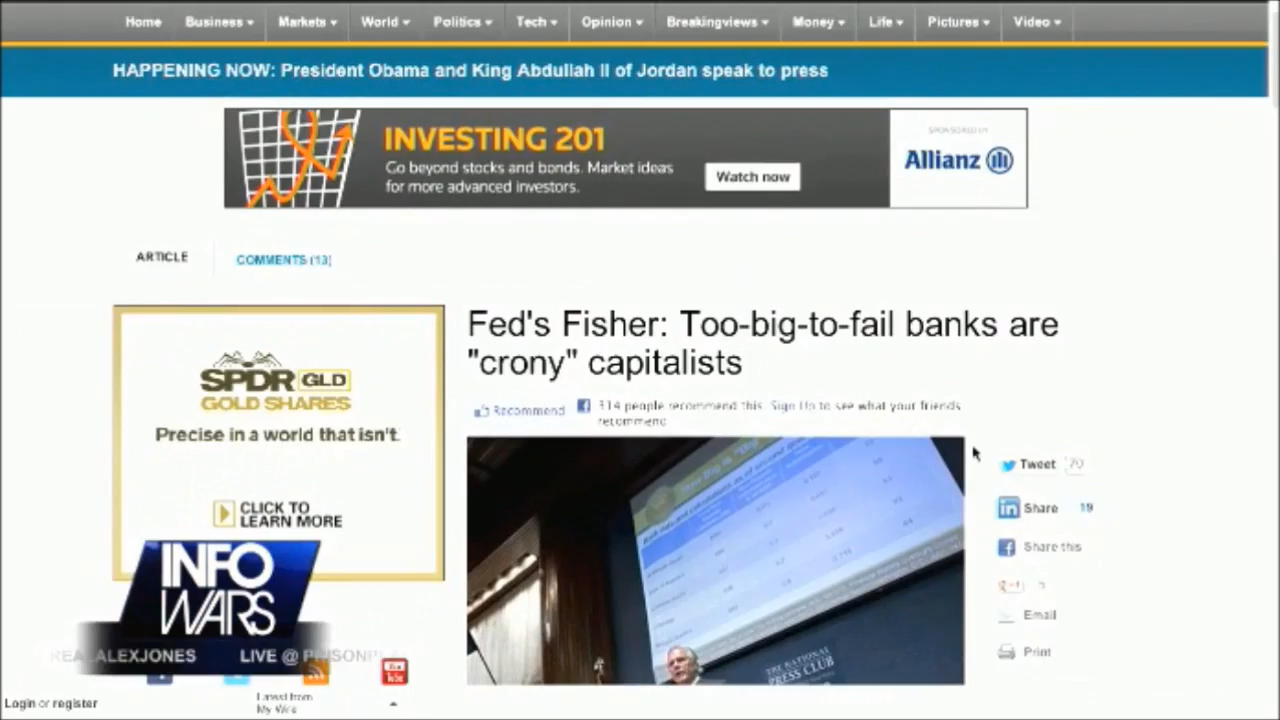 Home Business Markets World Politics Tech Opinion Breakingviews Money Life Pictures Video
HAPPENING NOW: President Obama and King Abdullah II of Jordan speak to press
INVESTING 201
Go beyond stocks and bonds. Market ideas
for more advanced investors.
Watch now
SPONSORED BY
Allianz
ARTICLE
COMMENTS (13)
Fed's Fisher: Too-big-to-fail banks are
"crony" capitalists
Recommend
314 people recommend this. Sign Up to see what your friends
recommend
SPDR GLD
GOLD SHARES
Precise in a world that isn't.
CLICK TO
LEARN MORE
Tweet 70
Share 19
Share this
Email
Print
THE NATIONAL
PRESS CLUB
INFO
WARS
REALALEXJONES LIVE @
You
Tube
Latest from
My Wire
Login or register